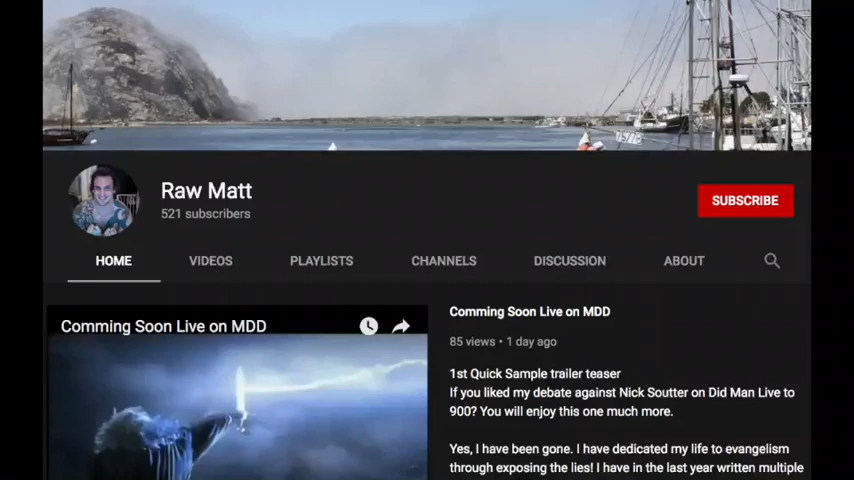 Raw Matt
521 subscribers
SUBSCRIBE
HOME VIDEOS PLAYLISTS CHANNELS DISCUSSION ABOUT
Comming Soon Live on MDD
Comming Soon Live on MDD
85 views • 1 day ago
1st Quick Sample trailer teaser
If you liked my debate against Nick Soutter on Did Man Live to
900? You will enjoy this one much more.
Yes, I have been gone. I have dedicated my life to evangelism
through exposing the lies! I have in the last year written multiple